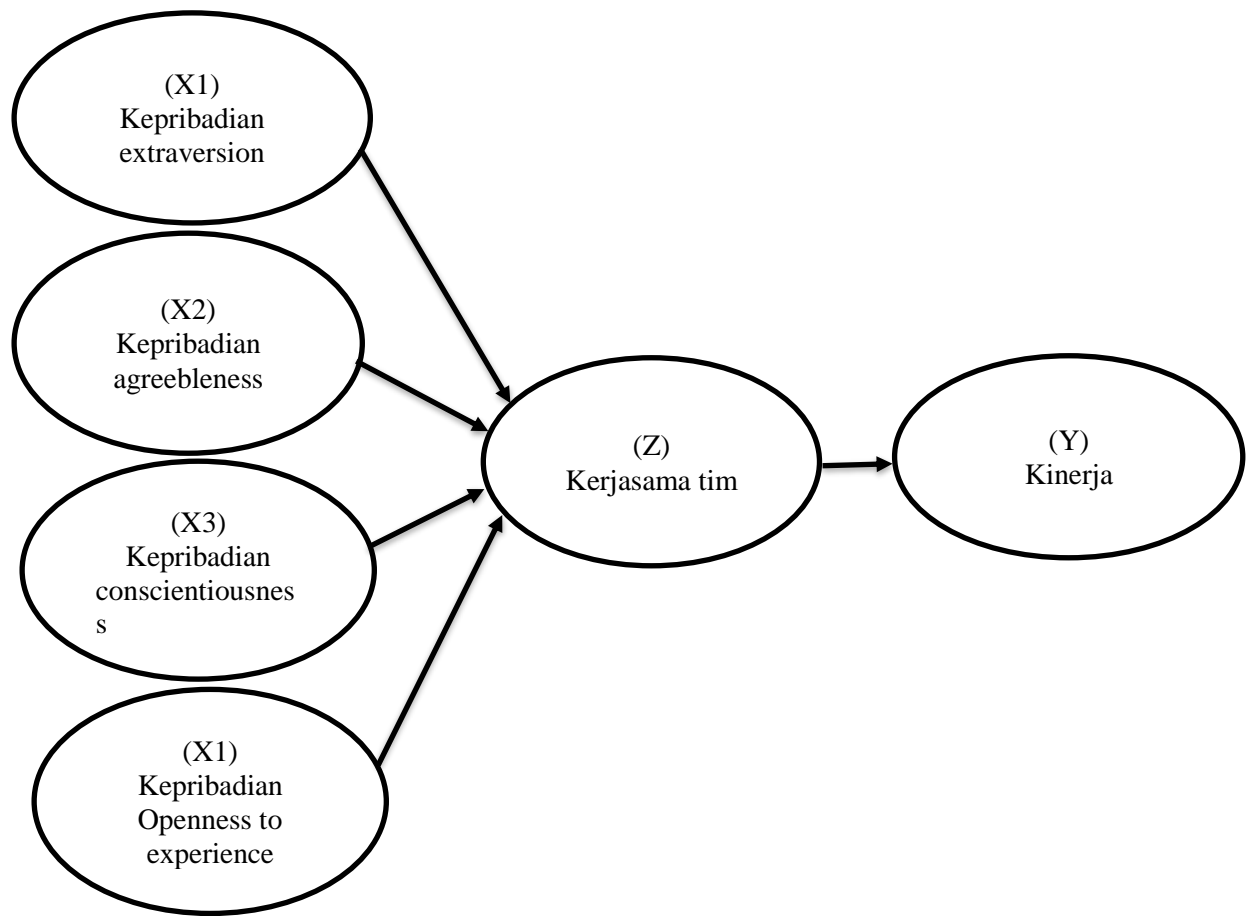 (X1)
Kepribadian
extraversion
(X2)
Kepribadian
agreebleness
(X3)
Kepribadian
conscientiousnes
s
(X1)
Kepribadian
Openness to
experience
(Z)
Kerjasama tim
(Y)
Kinerja